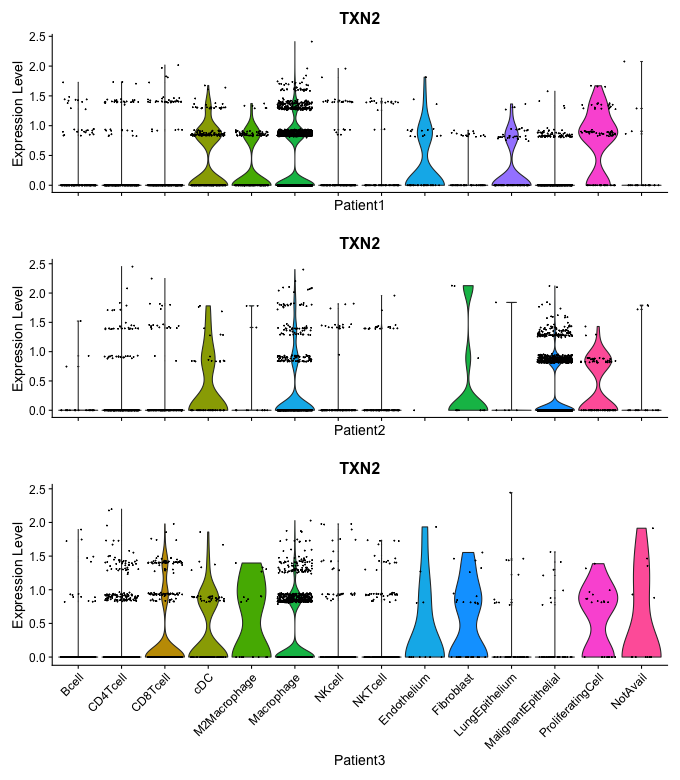 TXN2
Expression Level
2.5
2.0
1.5
1.0
0.5
0.0
Patient1
TXN2
Expression Level
2.5
2.0
1.5
1.0
0.5
0.0
Patient2
TXN2
Expression Level
2.5
2.0
1.5
1.0
0.5
0.0
Bcell
CD4Tcell
CD8Tcell
cDC
M2Macrophage
Macrophage
NKcell
NKTcell
Endothelium
Fibroblast
LungEpithelium
MalignantEpithelial
ProliferatingCell
NotAvail
Patient3